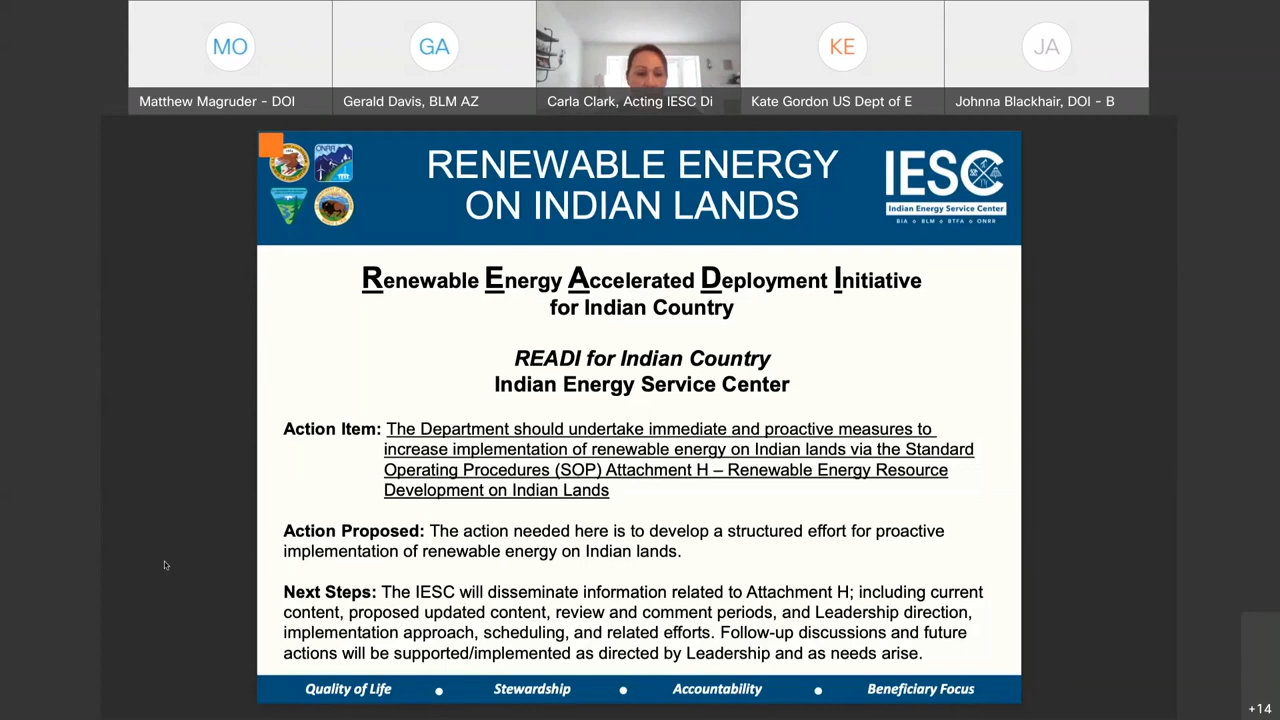 MO
GA
KE
JA
Matthew Magruder - DOI
Gerald Davis, BLM AZ
Carla Clark, Acting IESC Di
Kate Gordon US Dept of E
Johnna Blackhair, DOI - B
ONRR
RENEWABLE ENERGY
ON INDIAN LANDS
IESC
Indian Energy Service Center
BIA BLM BTFA ONRR
Renewable Energy Accelerated Deployment Initiative
for Indian Country
READI for Indian Country
Indian Energy Service Center
Action Item: The Department should undertake immediate and proactive measures to
increase implementation of renewable energy on Indian lands via the Standard
Operating Procedures (SOP) Attachment H – Renewable Energy Resource
Development on Indian Lands
Action Proposed: The action needed here is to develop a structured effort for proactive
implementation of renewable energy on Indian lands.
Next Steps: The IESC will disseminate information related to Attachment H; including current
content, proposed updated content, review and comment periods, and Leadership direction,
implementation approach, scheduling, and related efforts. Follow-up discussions and future
actions will be supported/implemented as directed by Leadership and as needs arise.
Quality of Life • Stewardship • Accountability • Beneficiary Focus
+14